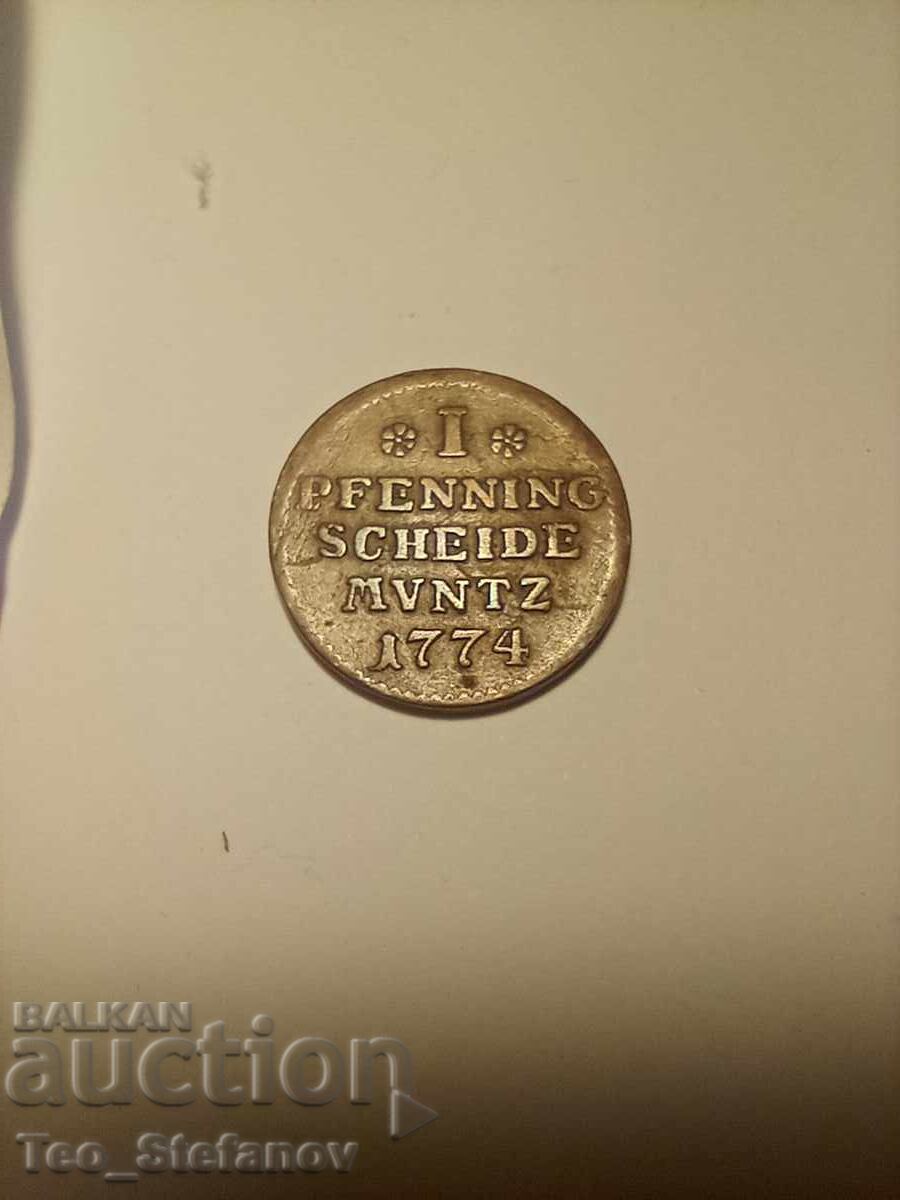 I
PFENNING
SCHEIDE
MVNTZ
1774
BALKAN
auction
Teo_Stefanov